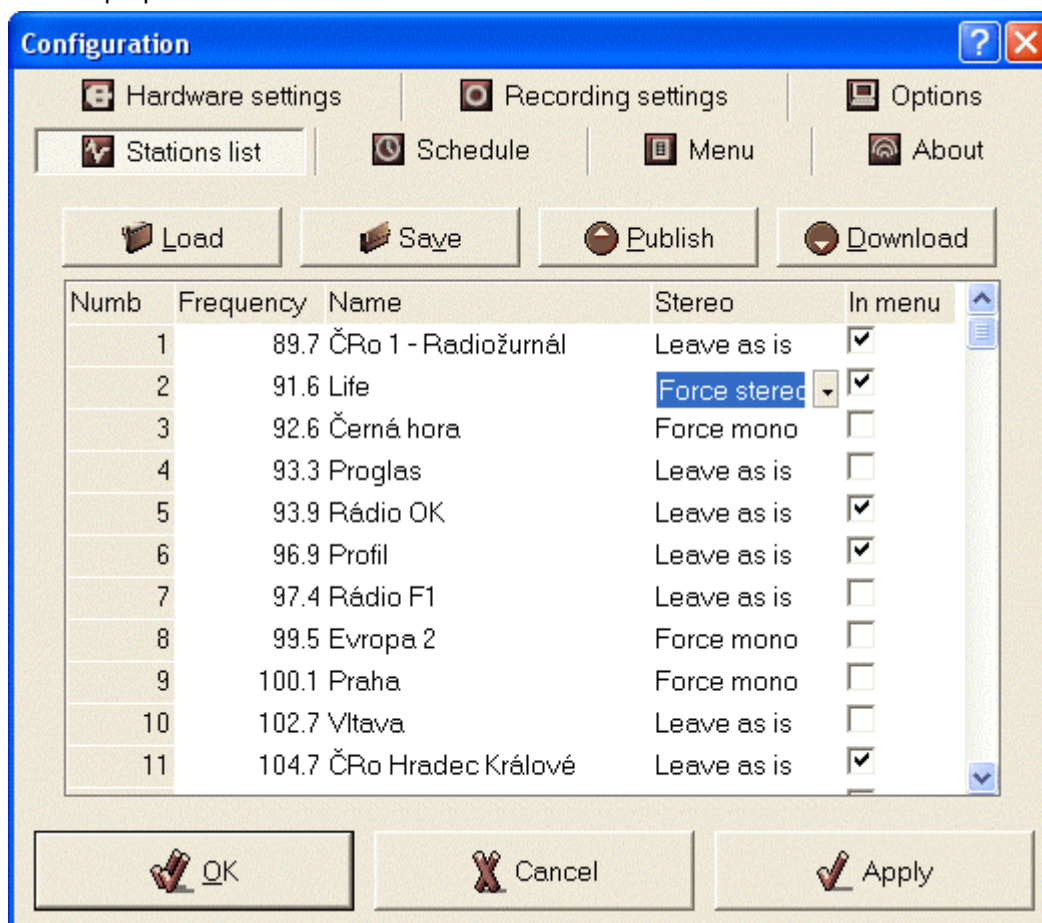 Configuration
Hardware settings Recording settings Options
Stations list Schedule Menu About
Load Save Publish Download
Numb Frequency Name Stereo In menu
1 89.7 ČRo 1 - Radiožurnál Leave as is
2 91.6 Life Force stereo
3 92.6 Černá hora Force mono
4 93.3 Proglas Leave as is
5 93.9 Rádio OK Leave as is
6 96.9 Profil Leave as is
7 97.4 Rádio F1 Leave as is
8 99.5 Evropa 2 Force mono
9 100.1 Praha Force mono
10 102.7 Vltava Leave as is
11 104.7 ČRo Hradec Králové Leave as is
OK Cancel Apply